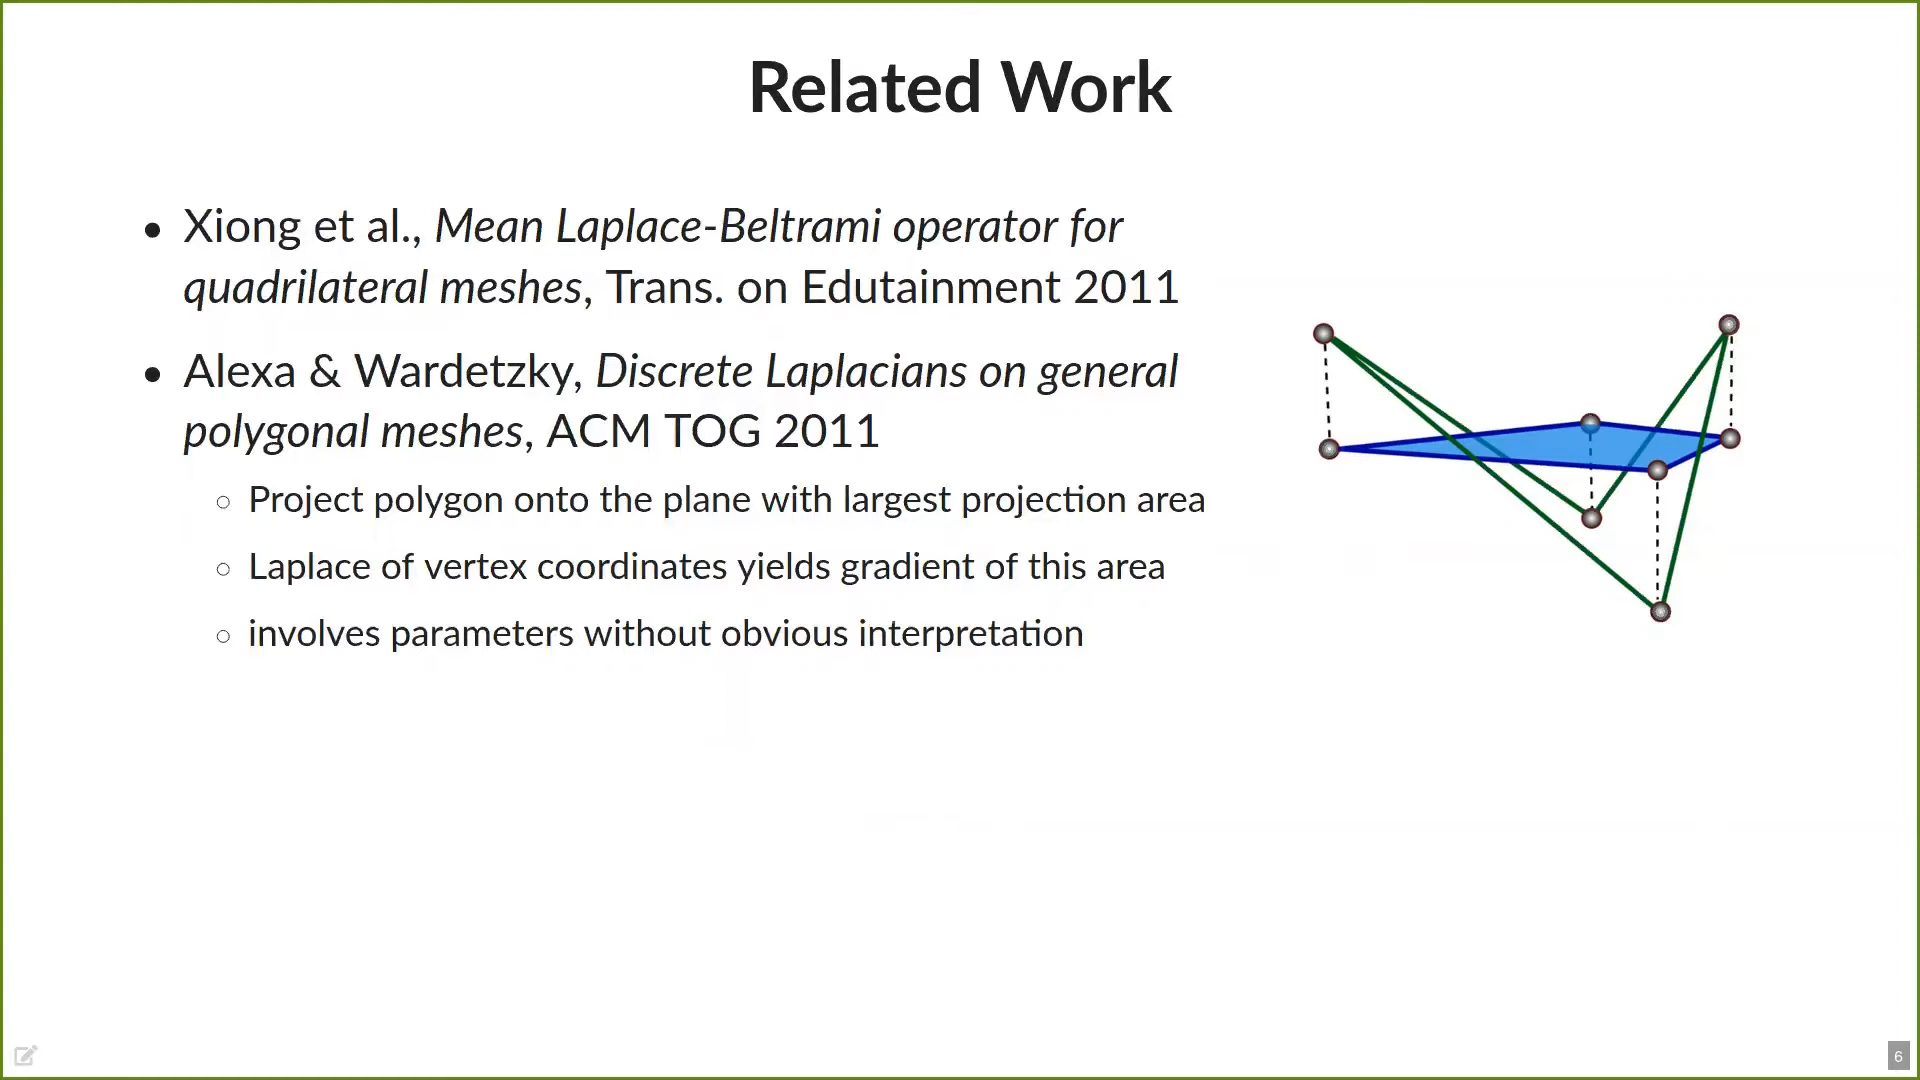 Related Work
• Xiong et al., Mean Laplace-Beltrami operator for
quadrilateral meshes, Trans. on Edutainment 2011
• Alexa & Wardetzky, Discrete Laplacians on general
polygonal meshes, ACM TOG 2011
○ Project polygon onto the plane with largest projection area
○ Laplace of vertex coordinates yields gradient of this area
○ involves parameters without obvious interpretation
6